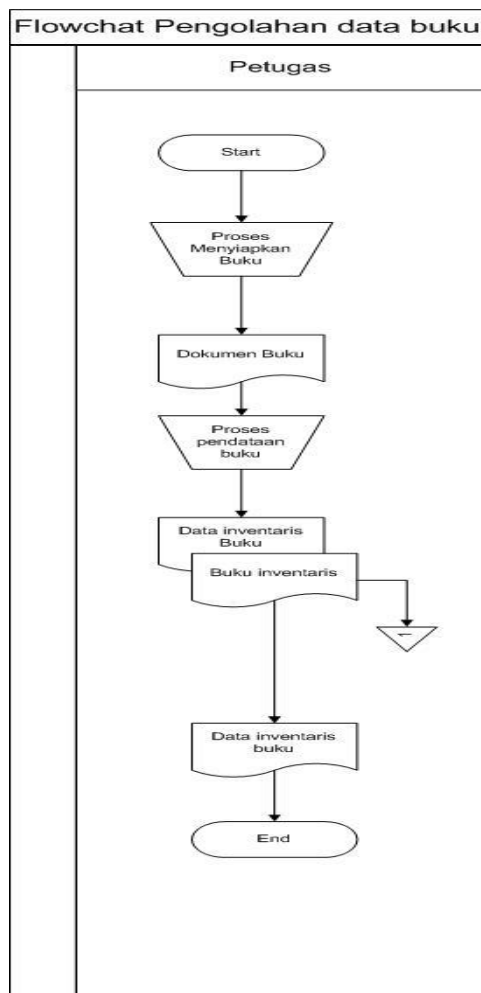 Flowchat Pengolahan data buku
Petugas
Start
Proses
Menyiapkan
Buku
Dokumen Buku
Proses
pendataan
buku
Data inventaris
Buku
Buku inventaris
1
Data inventaris
buku
End